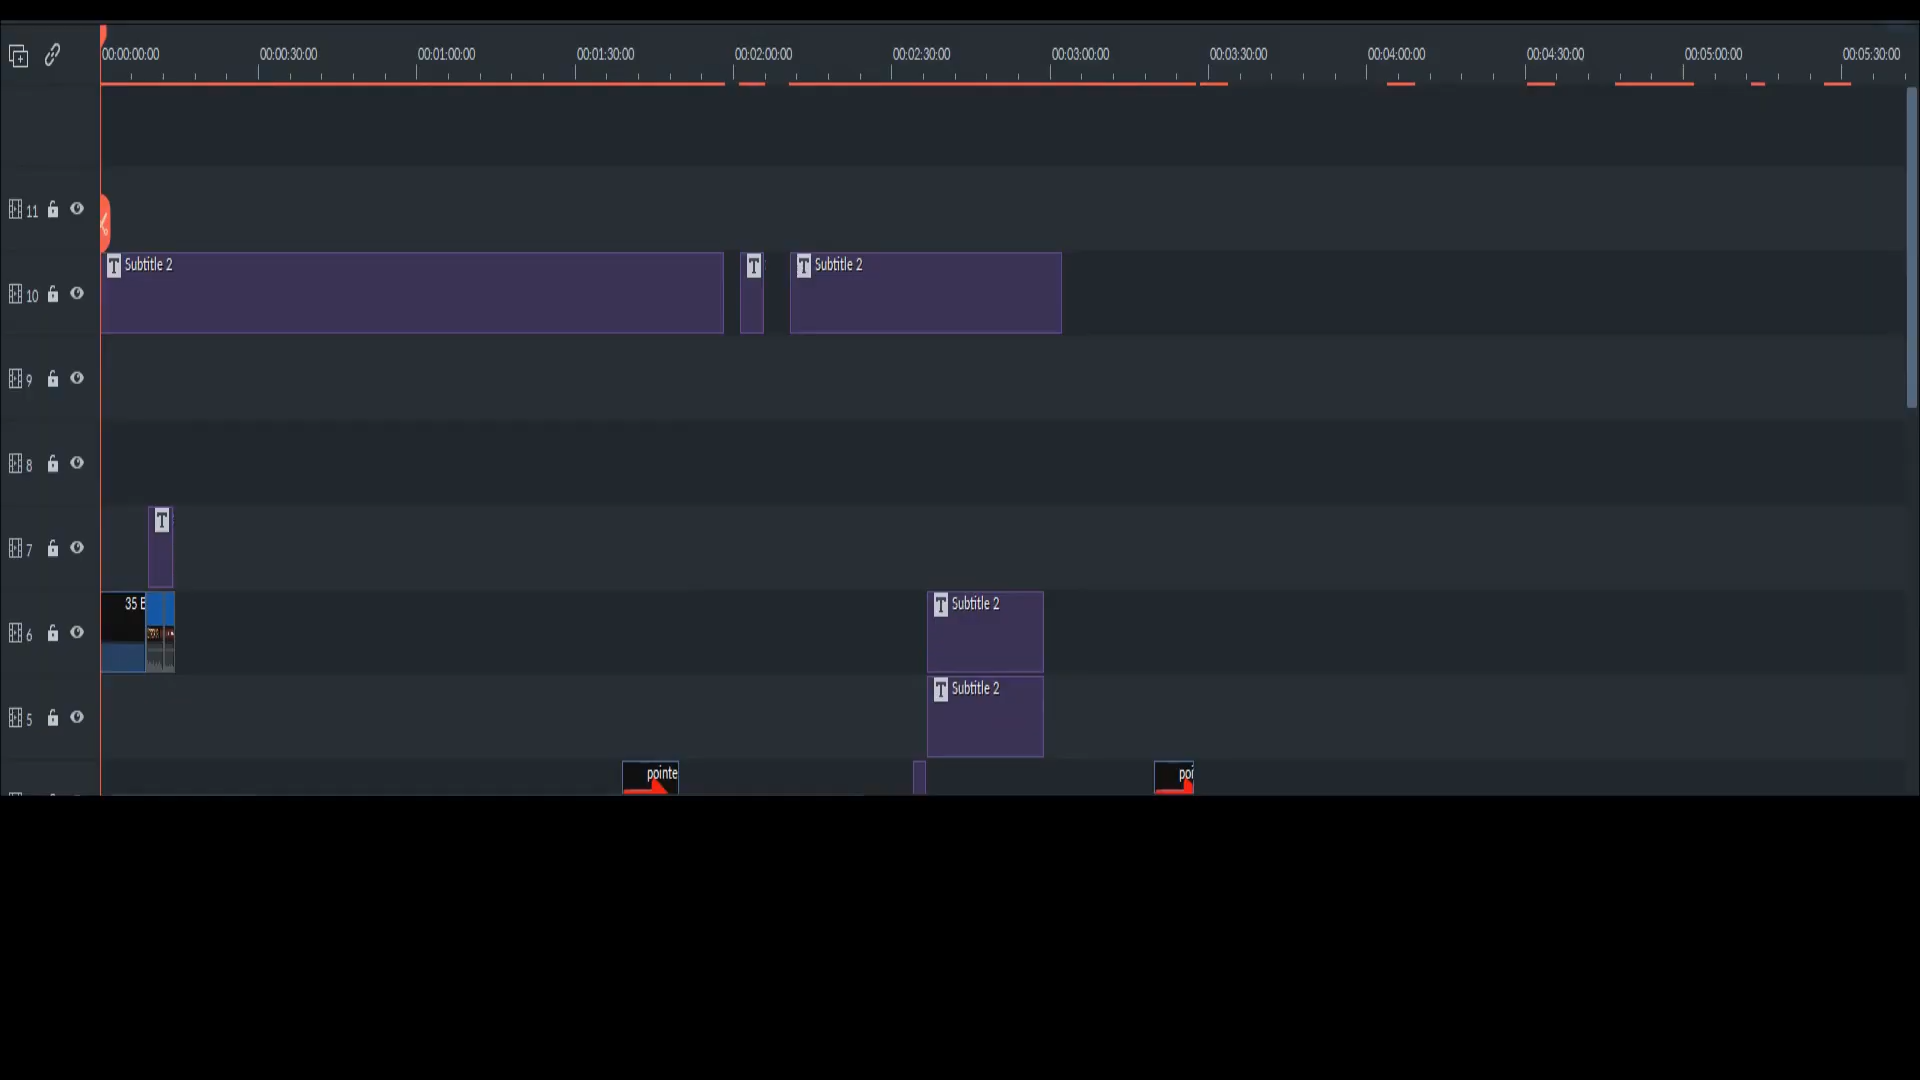 00:00:00:00 00:00:30:00 00:01:00:00 00:01:30:00 00:02:00:00 00:02:30:00 00:03:00:00 00:03:30:00 00:04:00:00 00:04:30:00 00:05:00:00 00:05:30:00
11
10 T Subtitle 2 T T Subtitle 2
9
8
7 T
6 35 E T Subtitle 2
5 T Subtitle 2
pointe poi